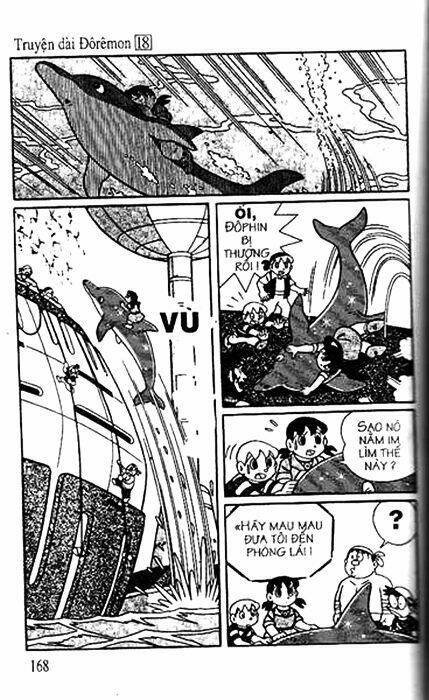 Truyện dài Đôrêmon 18
VÙ
ỐI,
ĐÔPHIN
BỊ
THƯƠNG
RỒI !
SAO NÓ
NẰM IM
LÌM THẾ
NÀY ?
«HÃY MAU MAU
ĐƯA TÔI ĐẾN
PHÒNG LÁI !
?
168